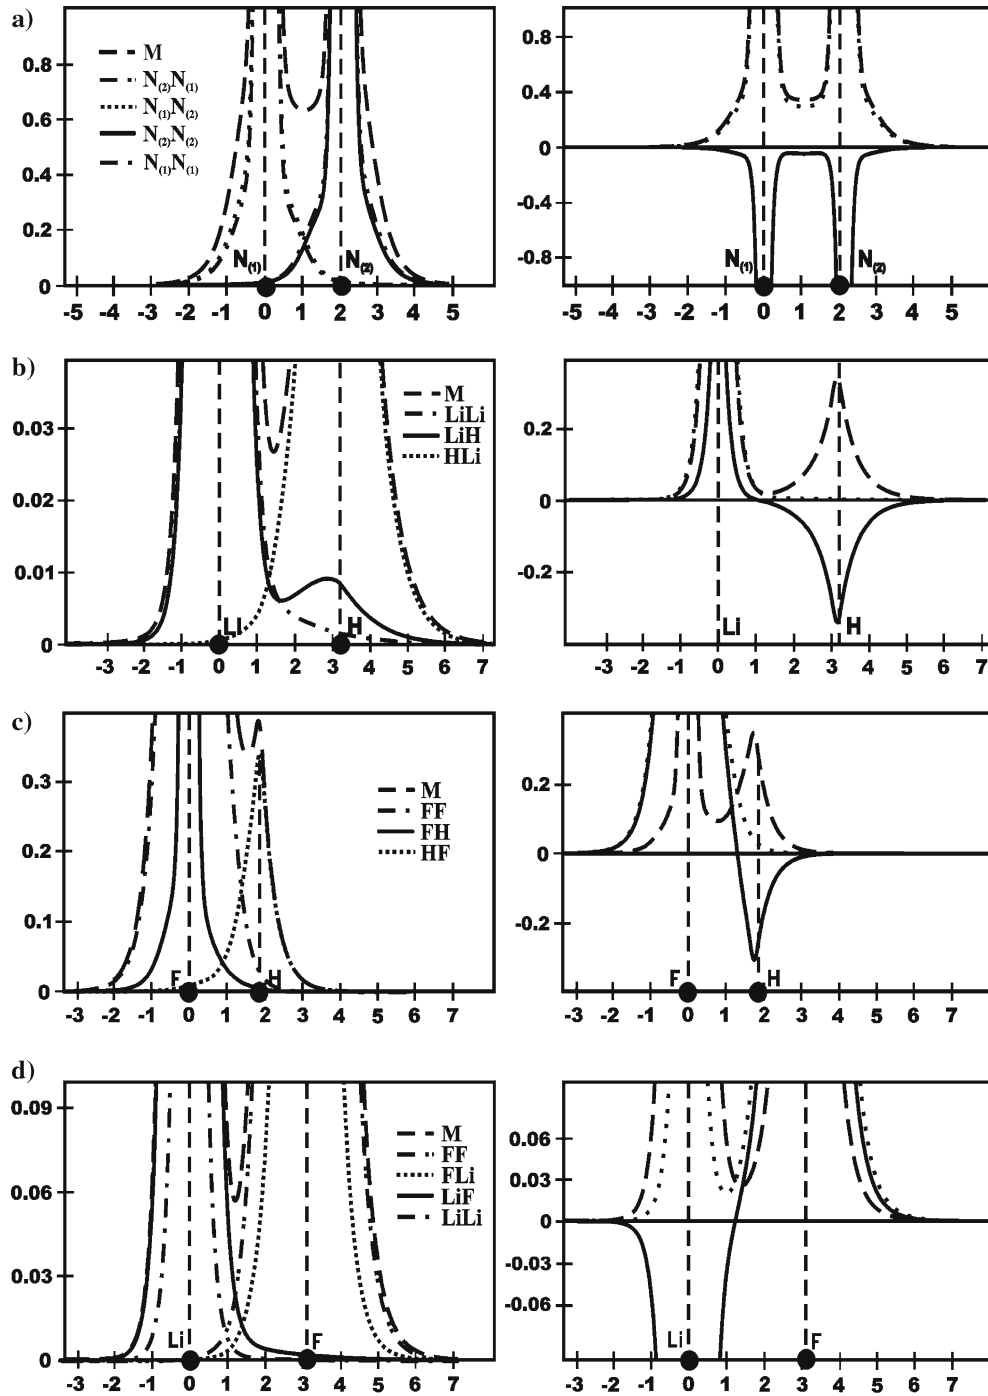 a)
0.8
0.6
0.4
0.2
0
M
N(2)N(1)
N(1)N(2)
N(2)N(2)
N(1)N(1)
N(1)
N(2)
-5 -4 -3 -2 -1 0 1 2 3 4 5
0.8
0.4
0
-0.4
-0.8
N(1)
N(2)
-5 -4 -3 -2 -1 0 1 2 3 4 5
b)
0.03
0.02
0.01
0
M
LiLi
LiH
HLi
Li
H
-3 -2 -1 0 1 2 3 4 5 6 7
0.2
0
-0.2
Li
H
-3 -2 -1 0 1 2 3 4 5 6 7
c)
0.3
0.2
0.1
0
M
FF
FH
HF
F
H
-3 -2 -1 0 1 2 3 4 5 6 7
0.2
0
-0.2
F
H
-3 -2 -1 0 1 2 3 4 5 6 7
d)
0.09
0.06
0.03
0
M
FF
FLi
LiF
LiLi
Li
F
-3 -2 -1 0 1 2 3 4 5 6 7
0.06
0.03
0
-0.03
-0.06
Li
F
-3 -2 -1 0 1 2 3 4 5 6 7